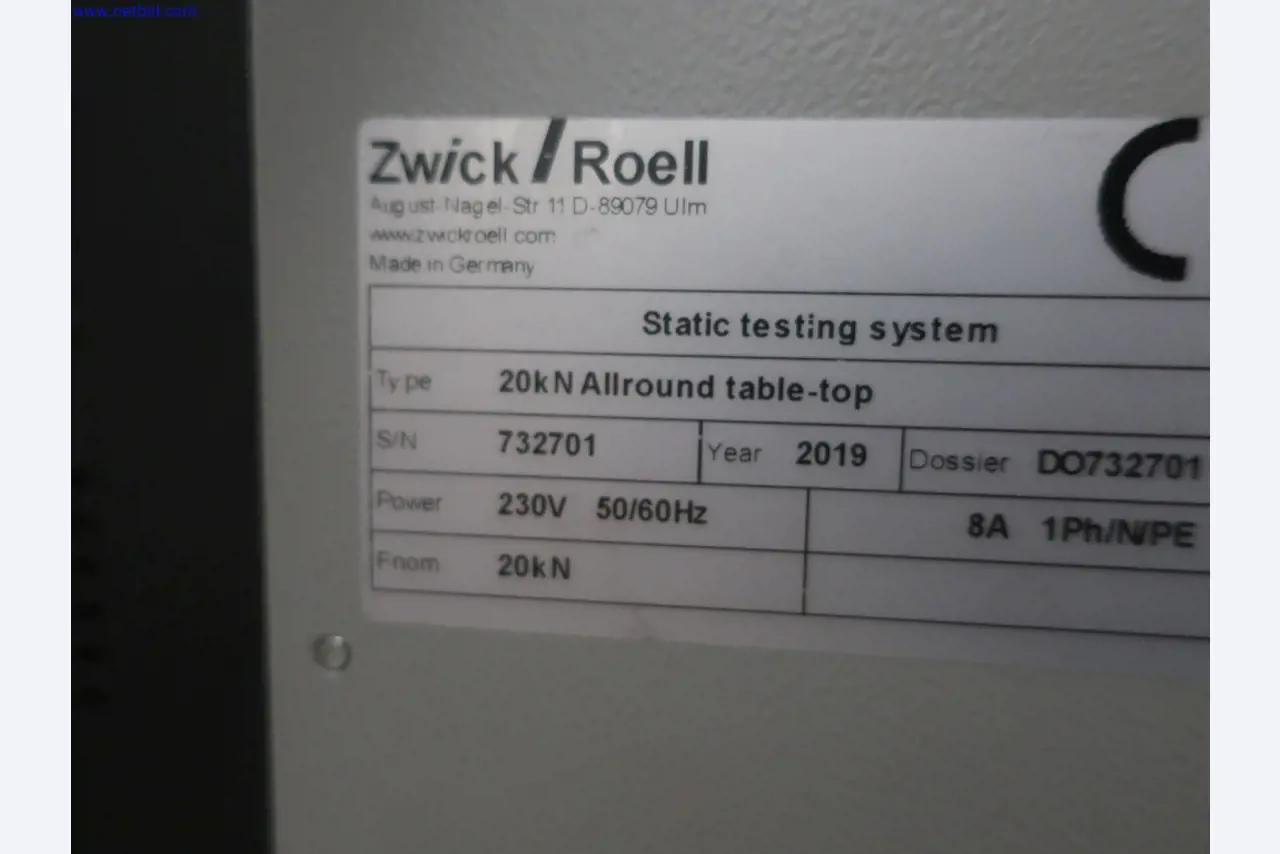 www.netbid.com
Zwick / Roell
August-Nagel-Str 11 D-89079 Ulm
www.zwickroell.com
Made in Germany
Static testing system
Type 20kN Allround table-top
S/N 732701 Year 2019 Dossier DO732701
Power 230V 50/60Hz 8A 1Ph/N/PE
Fnom 20kN